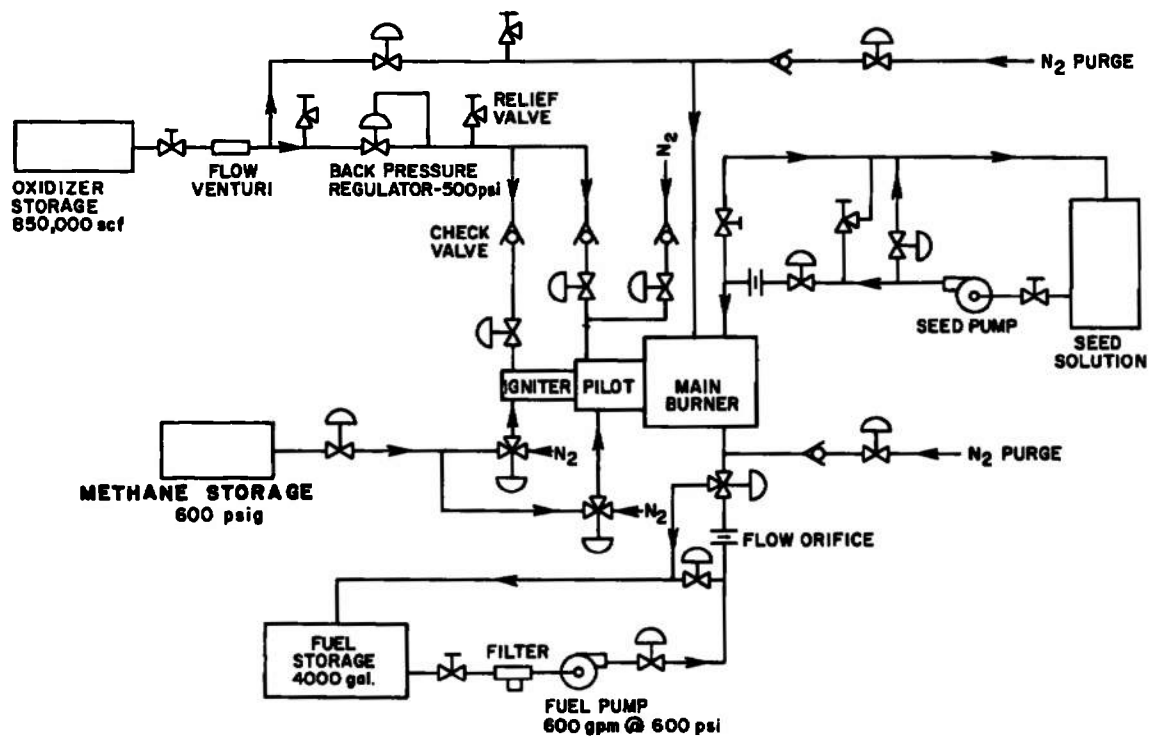 N2 PURGE
RELIEF
VALVE
OXIDIZER
STORAGE
850,000 scf
FLOW
VENTURI
BACK PRESSURE
REGULATOR-500psi
N2
CHECK
VALVE
SEED PUMP
SEED
SOLUTION
IGNITER
PILOT
MAIN
BURNER
METHANE STORAGE
600 psig
N2
N2
N2 PURGE
FLOW ORIFICE
FUEL
STORAGE
4000 gal.
FILTER
FUEL PUMP
600 gpm @ 600 psi